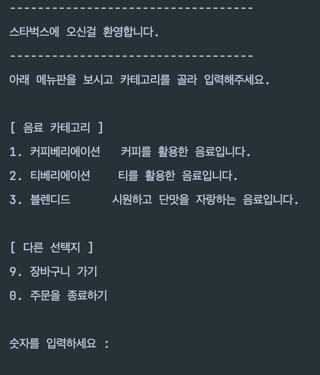 ---------------------------------
스타벅스에 오신걸 환영합니다.
---------------------------------
아래 메뉴판을 보시고 카테고리를 골라 입력해주세요.
[ 음료 카테고리 ]
1. 커피베리에이션 커피를 활용한 음료입니다.
2. 티베리에이션 티를 활용한 음료입니다.
3. 블렌디드 시원하고 단맛을 자랑하는 음료입니다.
[ 다른 선택지 ]
9. 장바구니 가기
0. 주문을 종료하기
숫자를 입력하세요 :